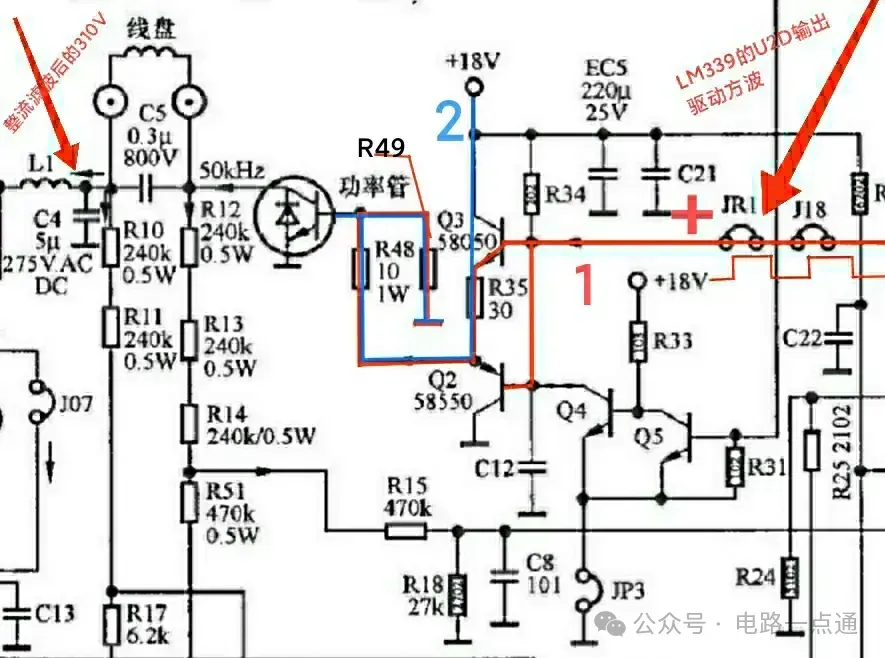 整流滤波后的310V
线盘
C5
0.3μ
800V
L1
C4
5μ
275V.AC
DC
R10
240k
0.5W
R12
240k
0.5W
R11
240k
0.5W
R13
240k
0.5W
R14
240k/0.5W
R51
470k
0.5W
J07
C13
R17
6.2k
50kHz
功率管
R49
R48
10
1W
+18V
2
EC5
220μ
25V
LM339的U2D输出
驱动方波
R34
C21
+
JR1
J18
Q3
58050
1
R35
30
+18V
R33
C22
Q2
58550
Q4
Q5
R31
R25 2102
C12
R15
470k
R18
27k
C8
101
JP3
R24
公众号 · 电路一点通